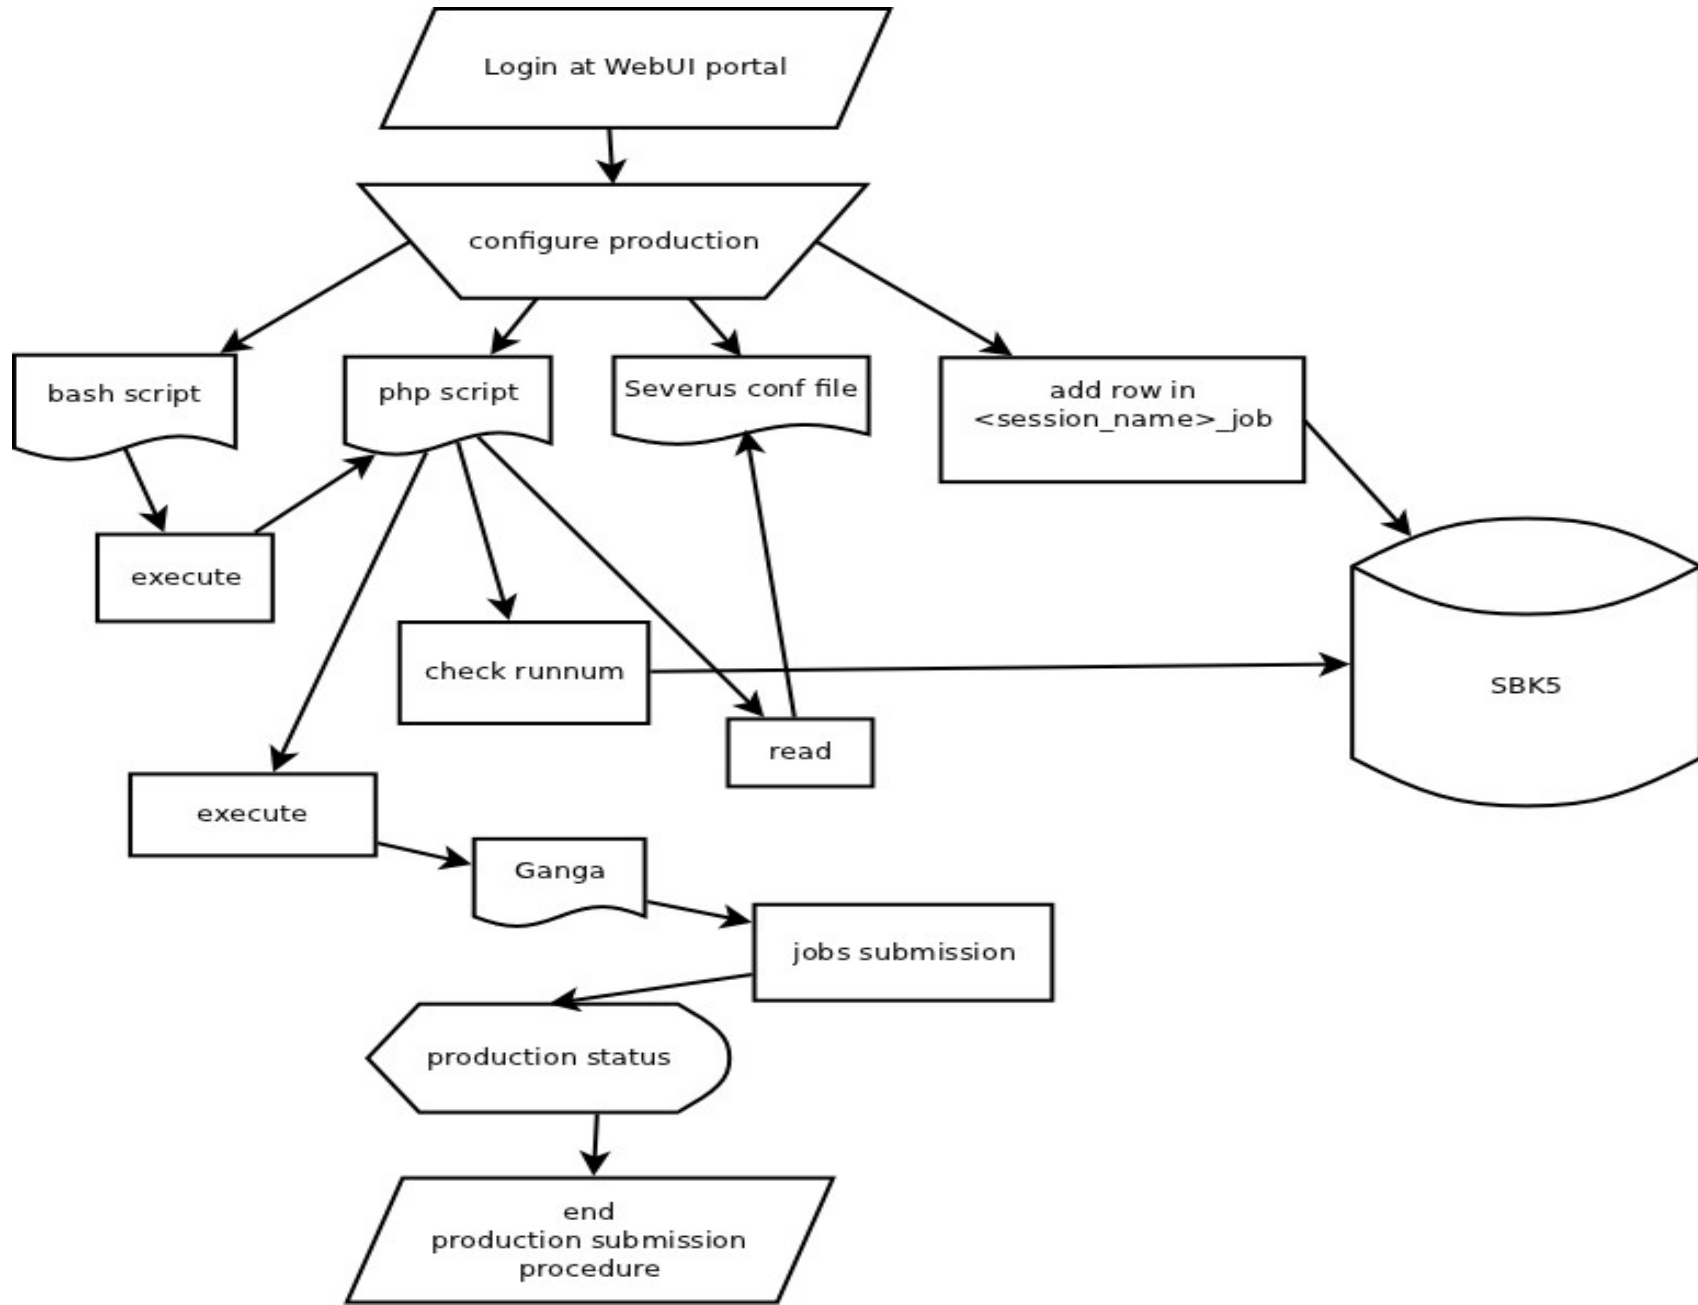 Login at WebUI portal
configure production
bash script
php script
Severus conf file
add row in
<session_name>_job
execute
check runnum
SBK5
read
execute
Ganga
jobs submission
production status
end
production submission
procedure